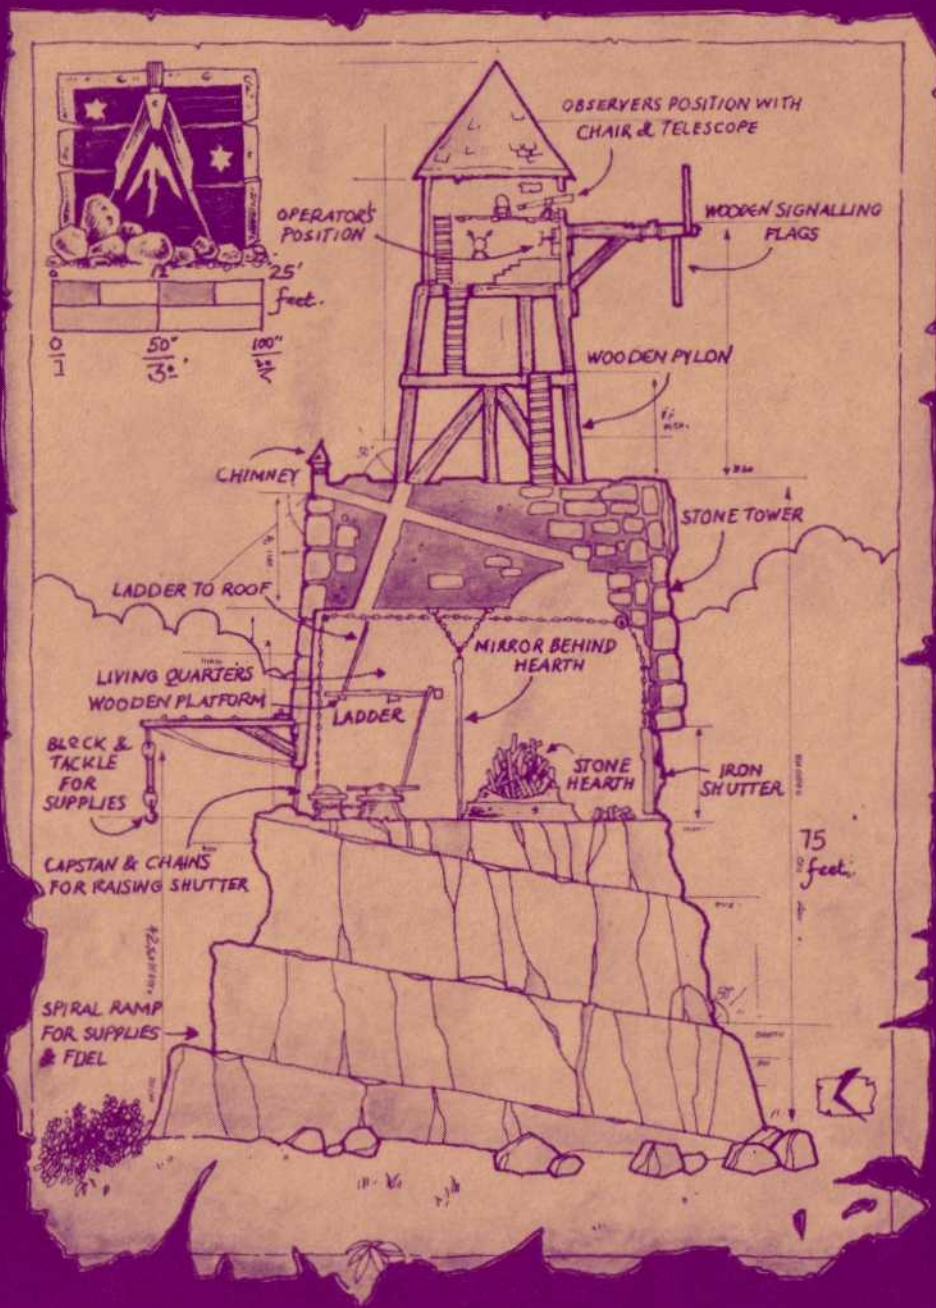 OBSERVERS POSITION WITH
CHAIR & TELESCOPE
OPERATOR'S
POSITION
WOODEN SIGNALLING
FLAGS
25'
feet.
0 50" 100"
WOODEN PYLON
CHIMNEY
STONE TOWER
LADDER TO ROOF
MIRROR BEHIND
HEARTH
LIVING QUARTERS
WOODEN PLATFORM
LADDER
BLOCK &
TACKLE
FOR
SUPPLIES
STONE
HEARTH
IRON
SHUTTER
CAPSTAN & CHAINS
FOR RAISING SHUTTER
75
feet.
SPIRAL RAMP
FOR SUPPLIES
& FUEL